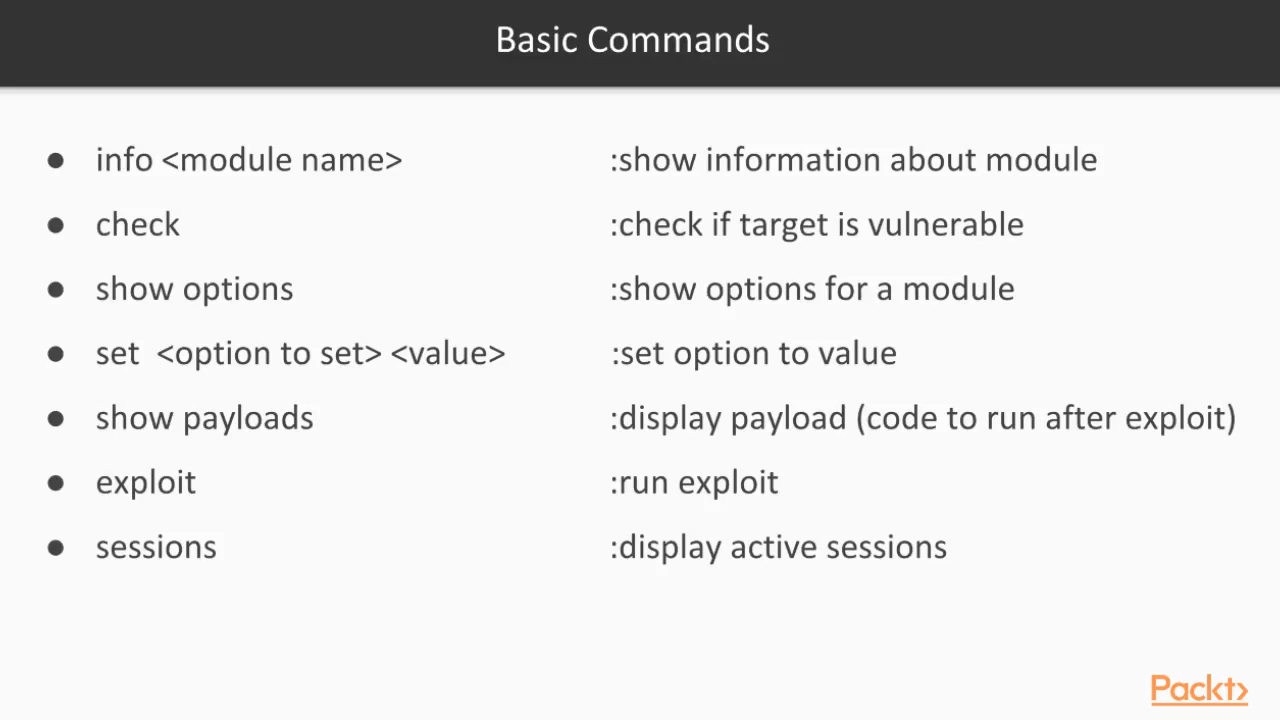 Basic Commands
● info <module name> :show information about module
● check :check if target is vulnerable
● show options :show options for a module
● set <option to set> <value> :set option to value
● show payloads :display payload (code to run after exploit)
● exploit :run exploit
● sessions :display active sessions
Packt>